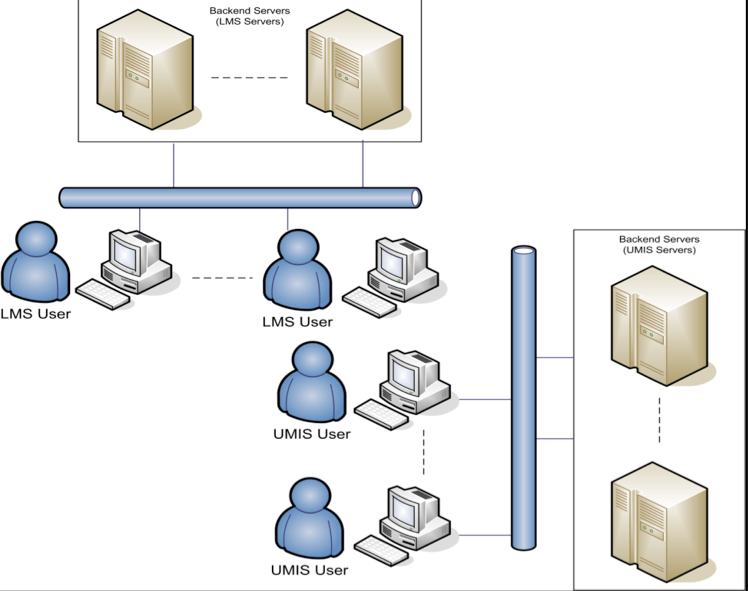 Backend Servers
(LMS Servers)
LMS User
LMS User
Backend Servers
(UMIS Servers)
UMIS User
UMIS User